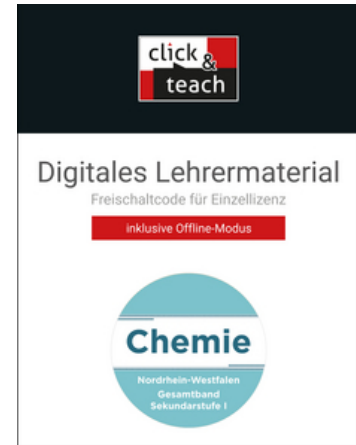 click &
teach
Digitales Lehrermaterial
Freischaltcode für Einzellizenz
inklusive Offline-Modus
Chemie
Nordrhein-Westfalen
Gesamtband
Sekundarstufe I